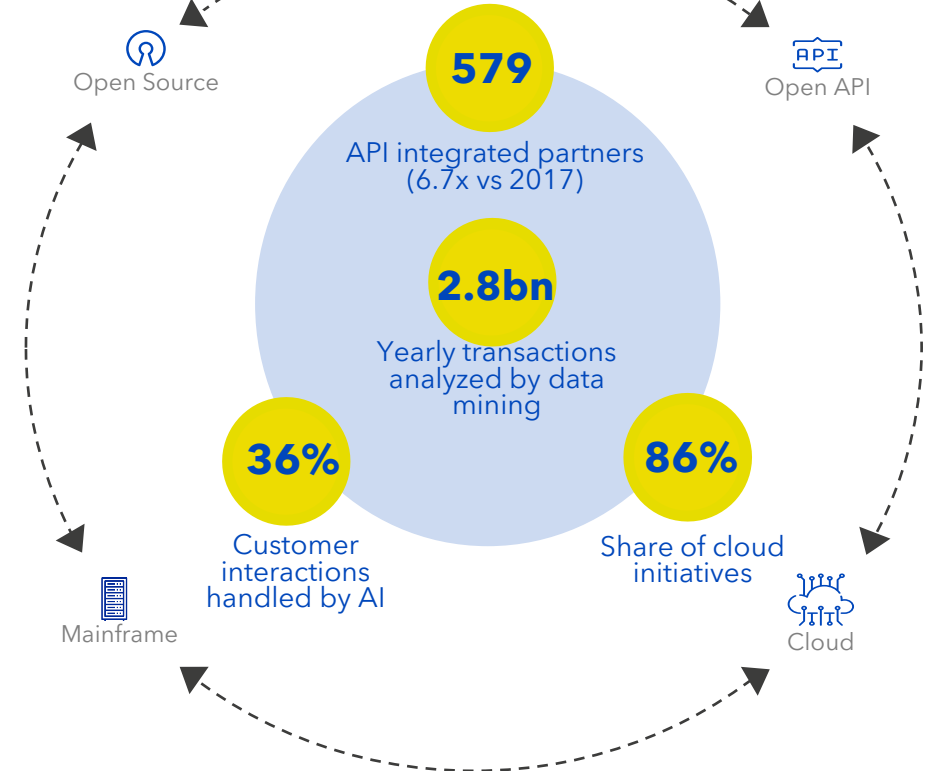 Open Source
API
Open API
579
API integrated partners
(6.7x vs 2017)
2.8bn
Yearly transactions
analyzed by data
mining
36%
Customer
interactions
handled by AI
86%
Share of cloud
initiatives
Mainframe
Cloud